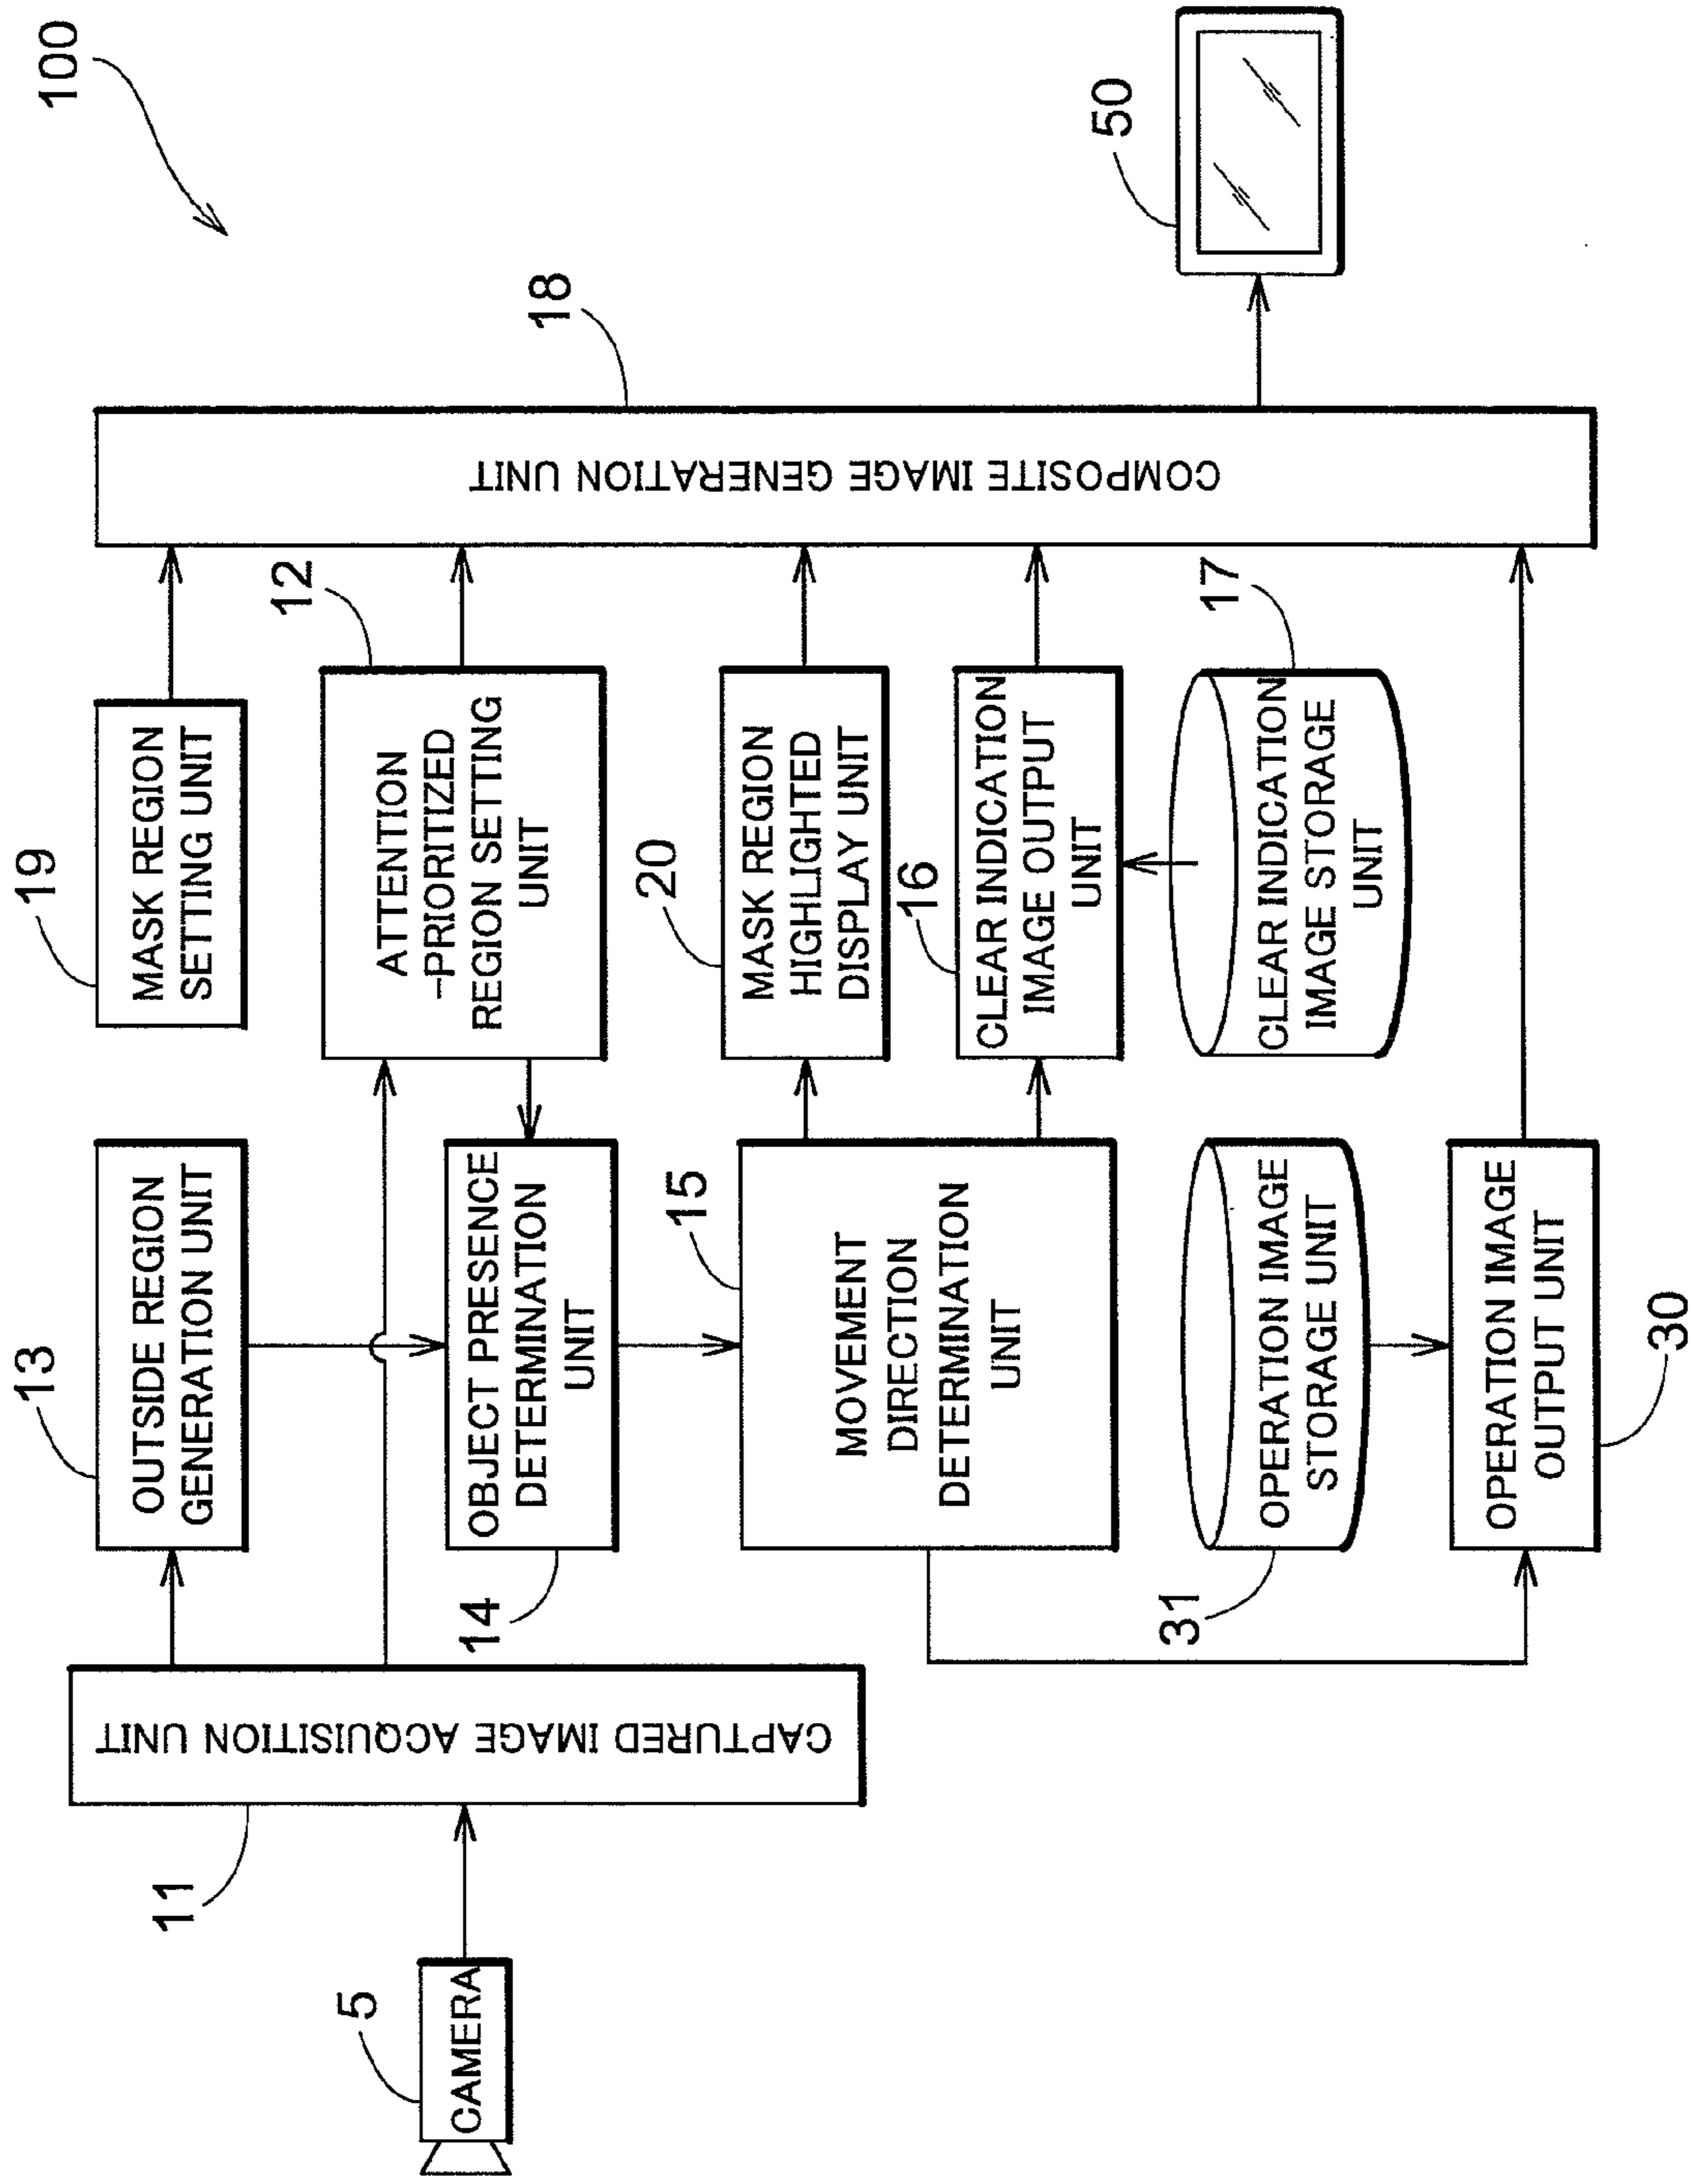 100
5
CAMERA
11
CAPTURED IMAGE ACQUISITION UNIT
13
OUTSIDE REGION
GENERATION UNIT
19
MASK REGION
SETTING UNIT
12
ATTENTION
-PRIORITIZED
REGION SETTING
UNIT
14
OBJECT PRESENCE
DETERMINATION
UNIT
15
MOVEMENT
DIRECTION
DETERMINATION
UNIT
20
MASK REGION
HIGHLIGHTED
DISPLAY UNIT
16
CLEAR INDICATION
IMAGE OUTPUT
UNIT
17
CLEAR INDICATION
IMAGE STORAGE
UNIT
31
OPERATION IMAGE
STORAGE UNIT
30
OPERATION IMAGE
OUTPUT UNIT
18
COMPOSITE IMAGE GENERATION UNIT
50